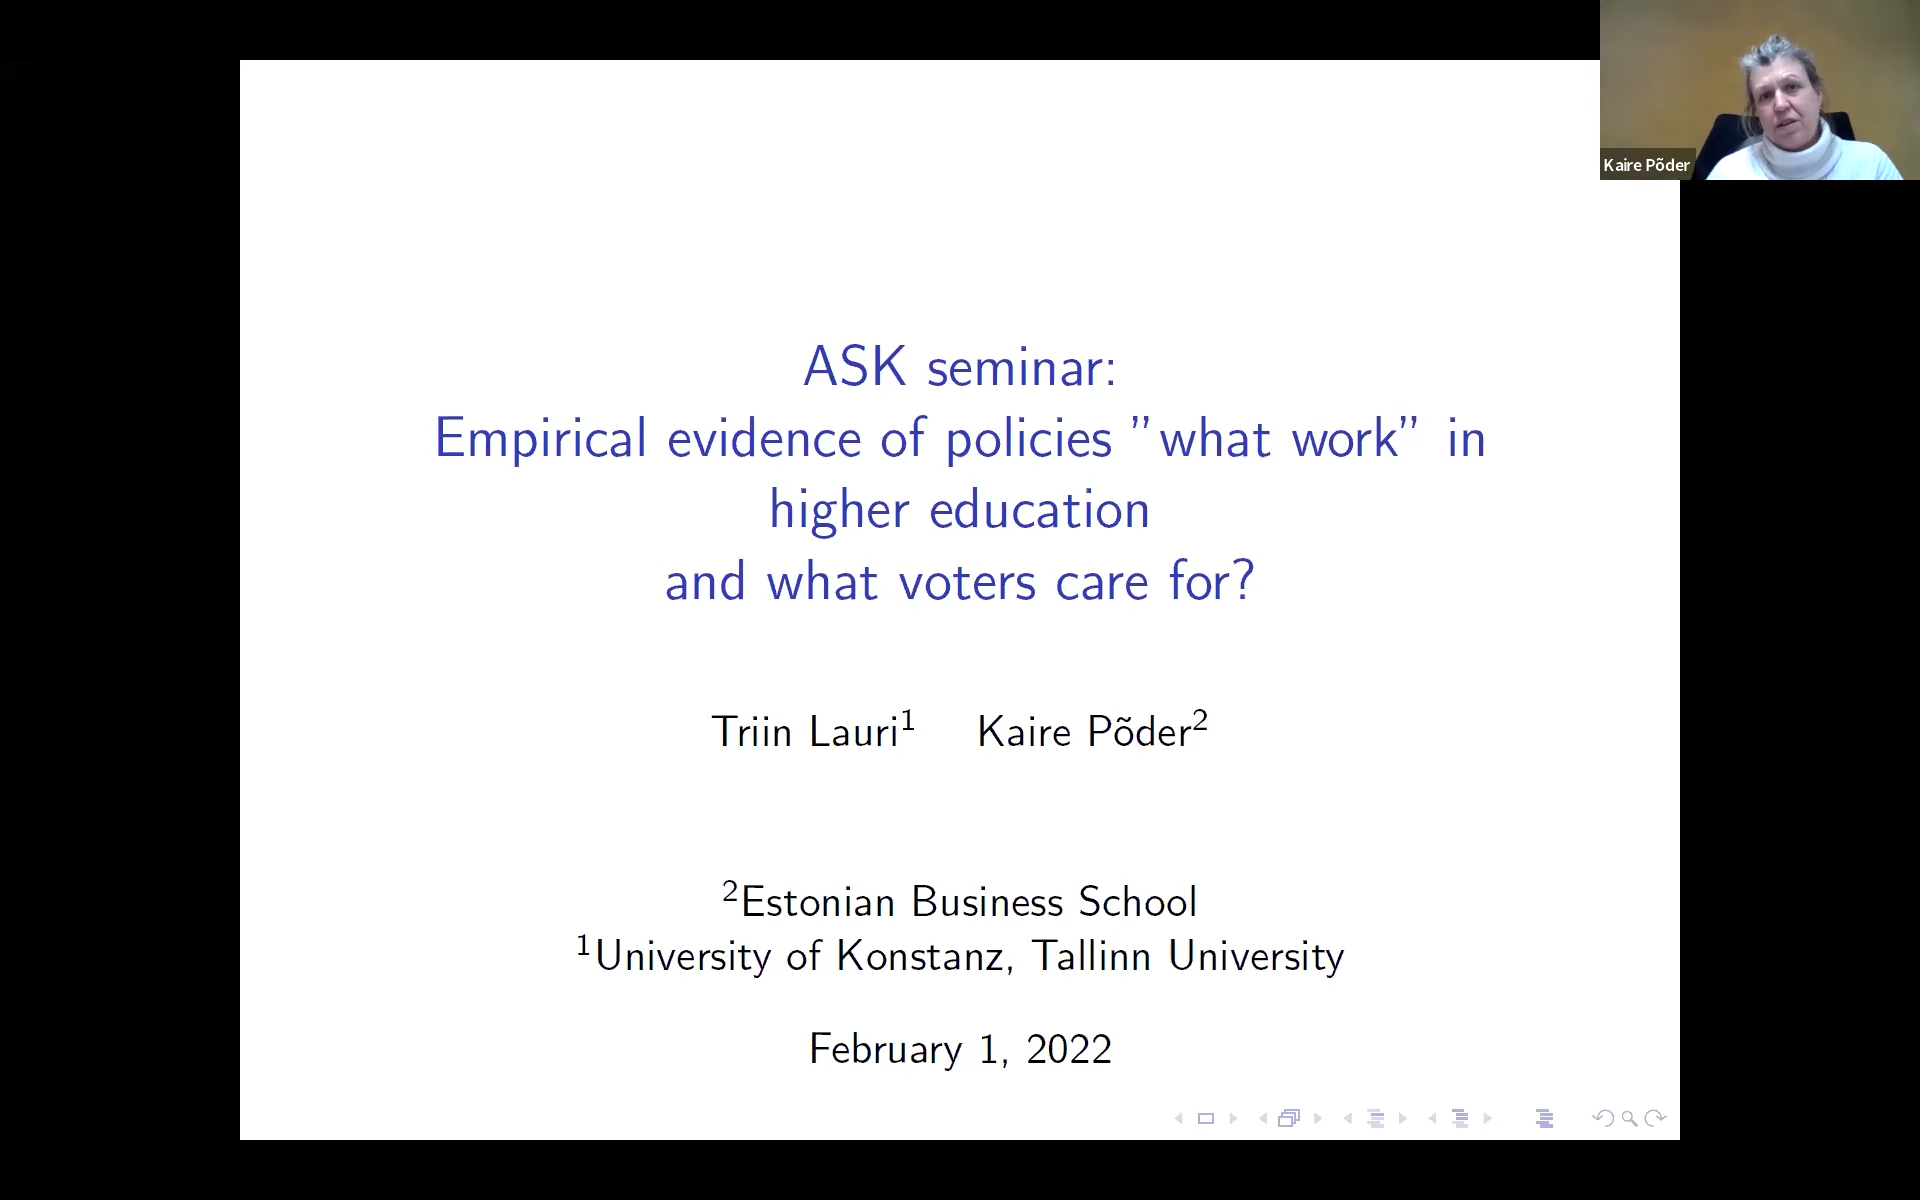 Kaire Põder
ASK seminar:
Empirical evidence of policies ”what work” in
higher education
and what voters care for?
Triin Lauri¹ Kaire Põder²
²Estonian Business School
¹University of Konstanz, Tallinn University
February 1, 2022